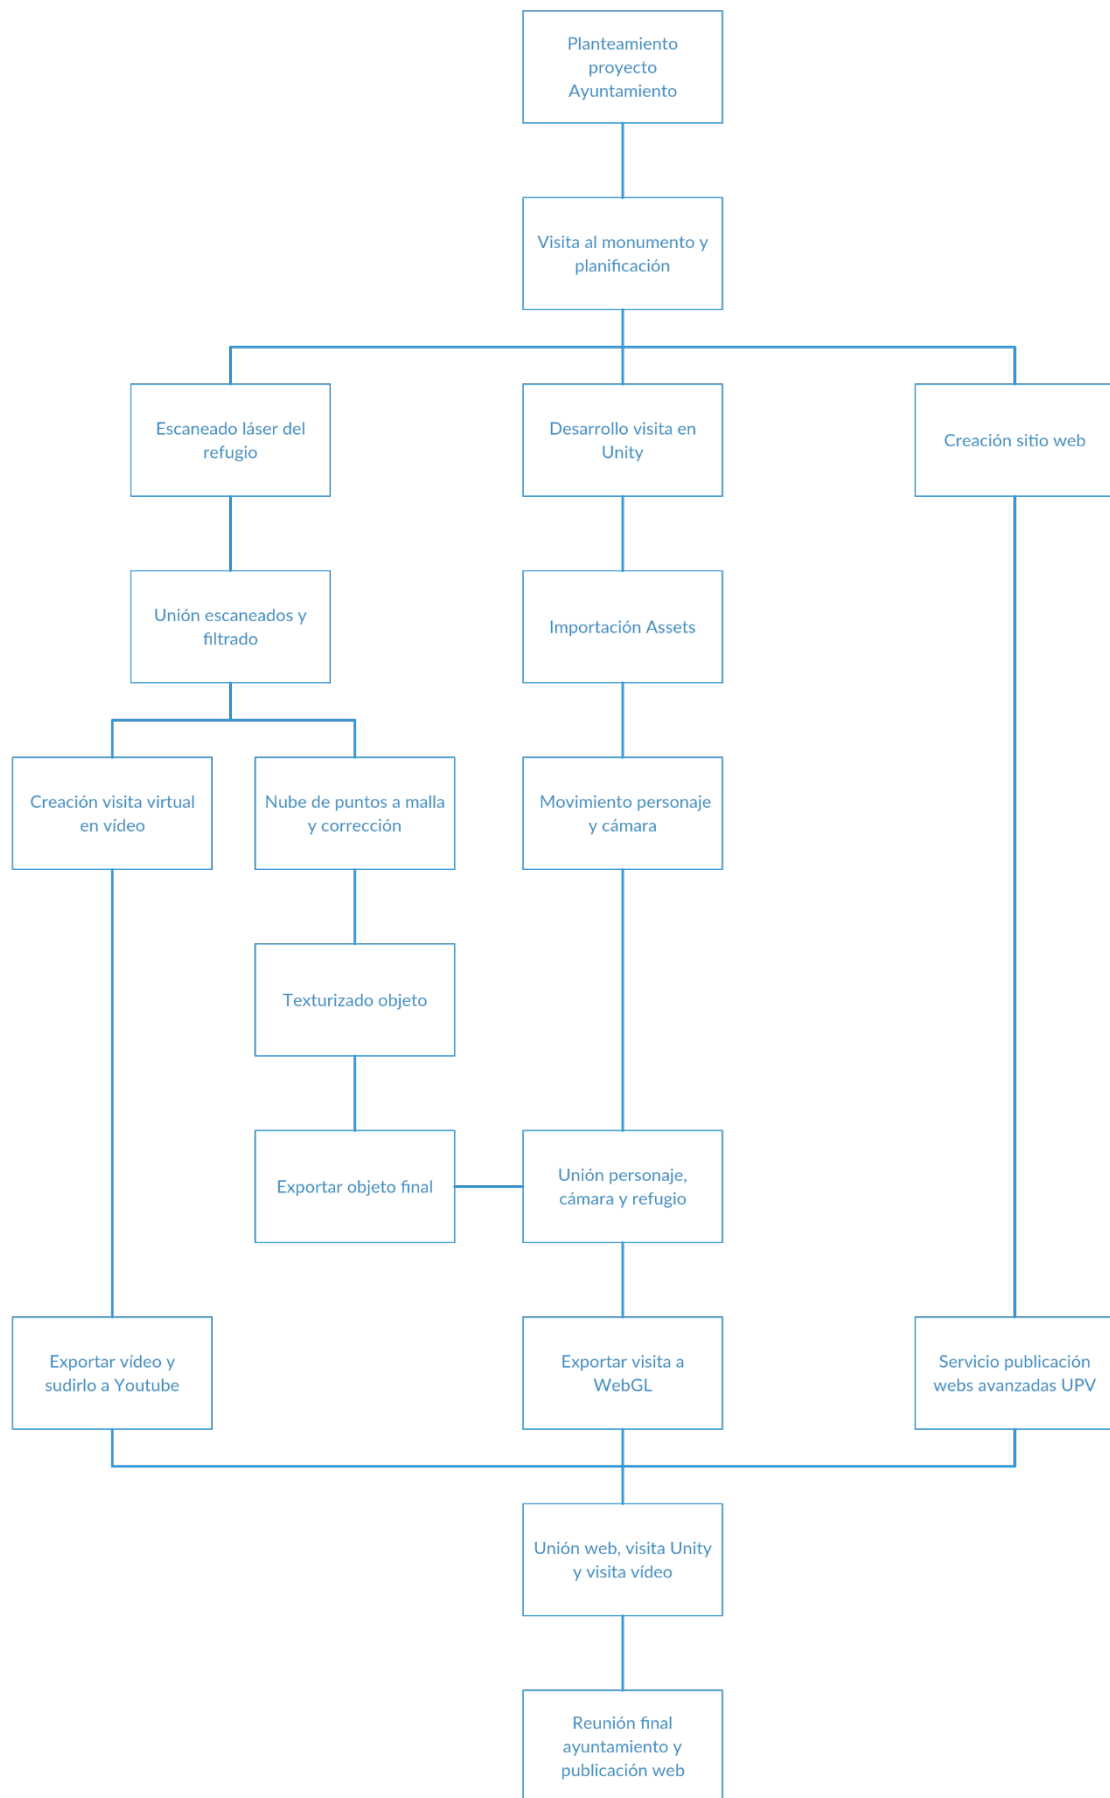 Planteamiento
proyecto
Ayuntamiento
Visita al monumento y
planificación
Escaneado láser del
refugio
Desarrollo visita en
Unity
Creación sitio web
Unión escaneados y
filtrado
Importación Assets
Creación visita virtual
en vídeo
Nube de puntos a malla
y corrección
Movimiento personaje
y cámara
Texturizado objeto
Exportar objeto final
Unión personaje,
cámara y refugio
Exportar vídeo y
sudirlo a Youtube
Exportar visita a
WebGL
Servicio publicación
webs avanzadas UPV
Unión web, visita Unity
y visita vídeo
Reunión final
ayuntamiento y
publicación web